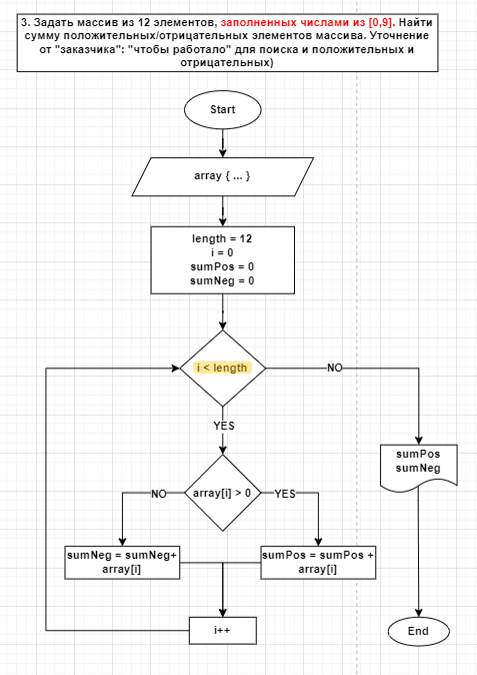 3. Задать массив из 12 элементов, заполненных числами из [0,9]. Найти
сумму положительных/отрицательных элементов массива. Уточнение
от "заказчика": "чтобы работало" для поиска и положительных и
отрицательных)
Start
array { ... }
length = 12
i = 0
sumPos = 0
sumNeg = 0
i < length
NO
YES
sumPos
sumNeg
array[i] > 0
NO
YES
sumNeg = sumNeg+
array[i]
sumPos = sumPos +
array[i]
i++
End